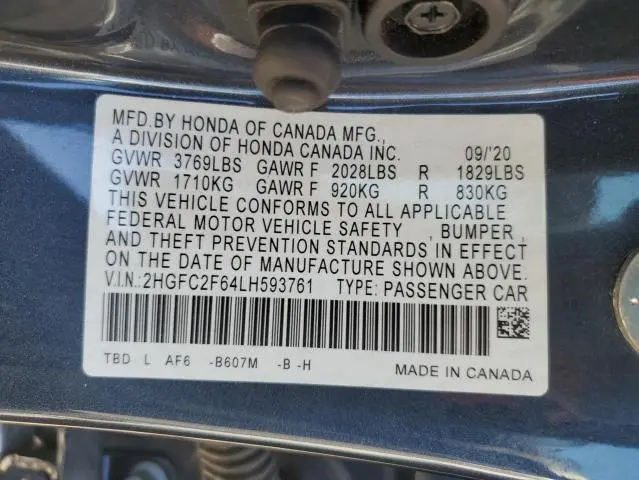 MFD.BY HONDA OF CANADA MFG.,
A DIVISION OF HONDA CANADA INC. 09/'20
GVWR 3769LBS GAWR F 2028LBS R 1829LBS
GVWR 1710KG GAWR F 920KG R 830KG
THIS VEHICLE CONFORMS TO ALL APPLICABLE
FEDERAL MOTOR VEHICLE SAFETY , BUMPER ,
AND THEFT PREVENTION STANDARDS IN EFFECT
ON THE DATE OF MANUFACTURE SHOWN ABOVE.
V.I.N.:2HGFC2F64LH593761 TYPE: PASSENGER CAR
TBD L AF6 -B607M -B -H
MADE IN CANADA